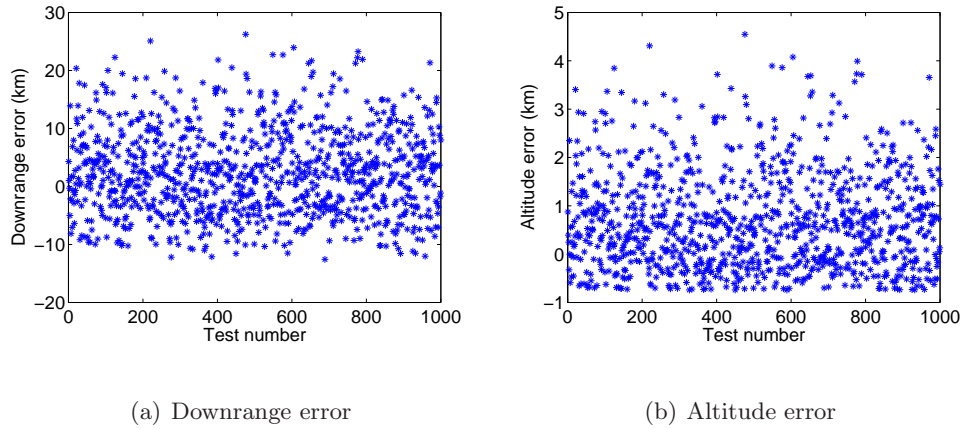 30
20
10
0
−10
−20
Downrange error (km)
0 200 400 600 800 1000
Test number
5
4
3
2
1
0
−1
Altitude error (km)
0 200 400 600 800 1000
Test number
(a) Downrange error
(b) Altitude error